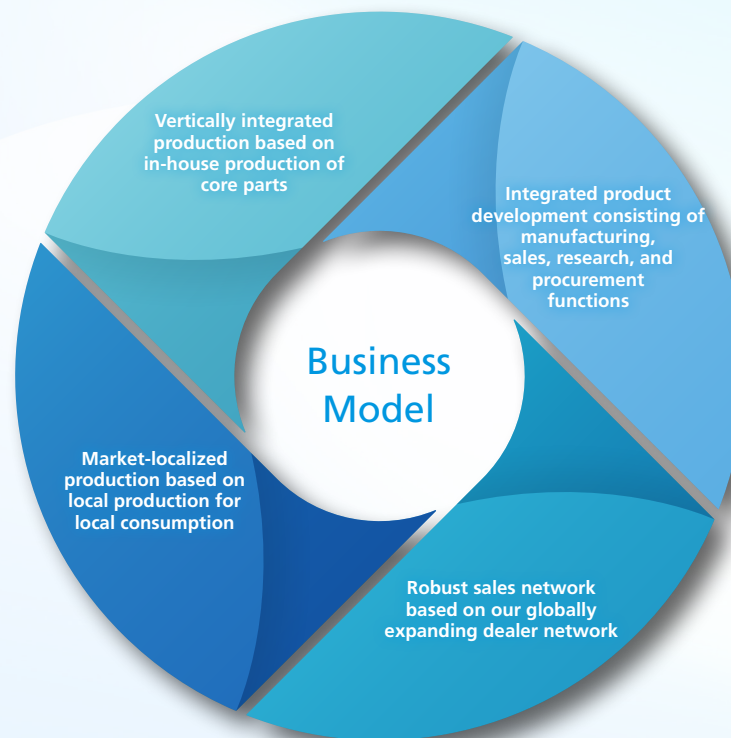 Vertically integrated
production based on
in-house production of
core parts
Integrated product
development consisting of
manufacturing,
sales, research, and
procurement
functions
Business
Model
Market-localized
production based on
local production for
local consumption
Robust sales network
based on our globally
expanding dealer network